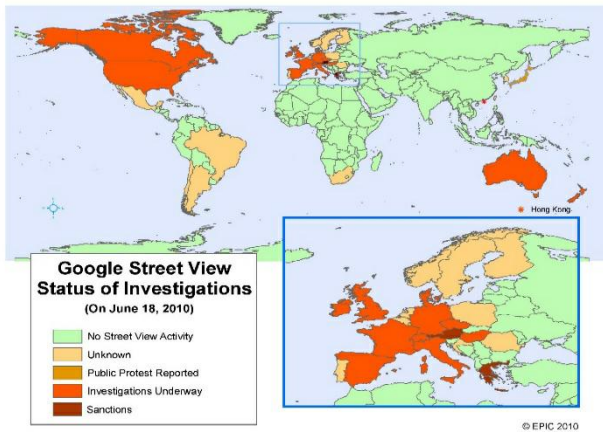 Hong Kong
Google Street View
Status of Investigations
(On June 18, 2010)
No Street View Activity
Unknown
Public Protest Reported
Investigations Underway
Sanctions
© EPIC 2010